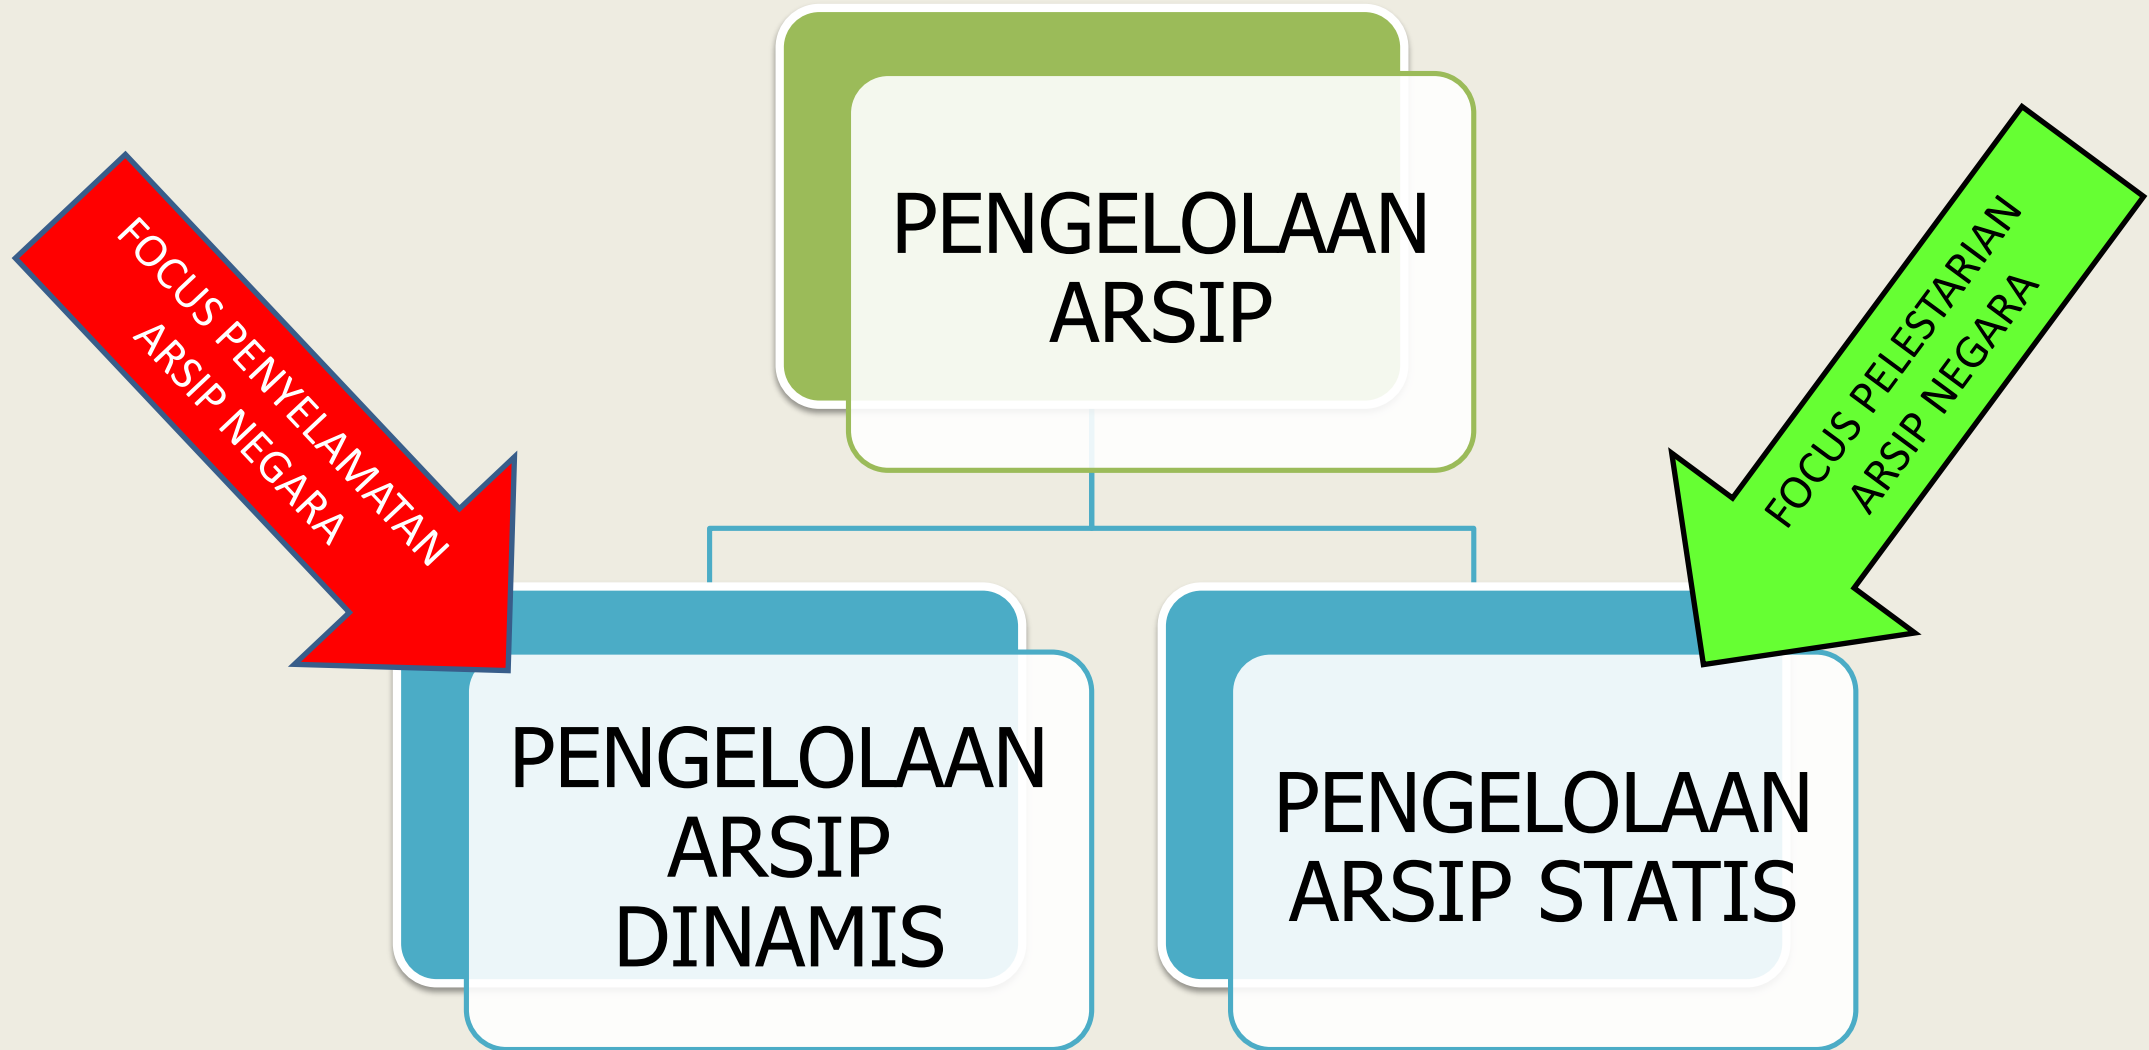 PENGELOLAAN
ARSIP
FOCUS PENYELAMATAN
ARSIP NEGARA
FOCUS PELESTARIAN
ARSIP NEGARA
PENGELOLAAN
ARSIP
DINAMIS
PENGELOLAAN
ARSIP STATIS